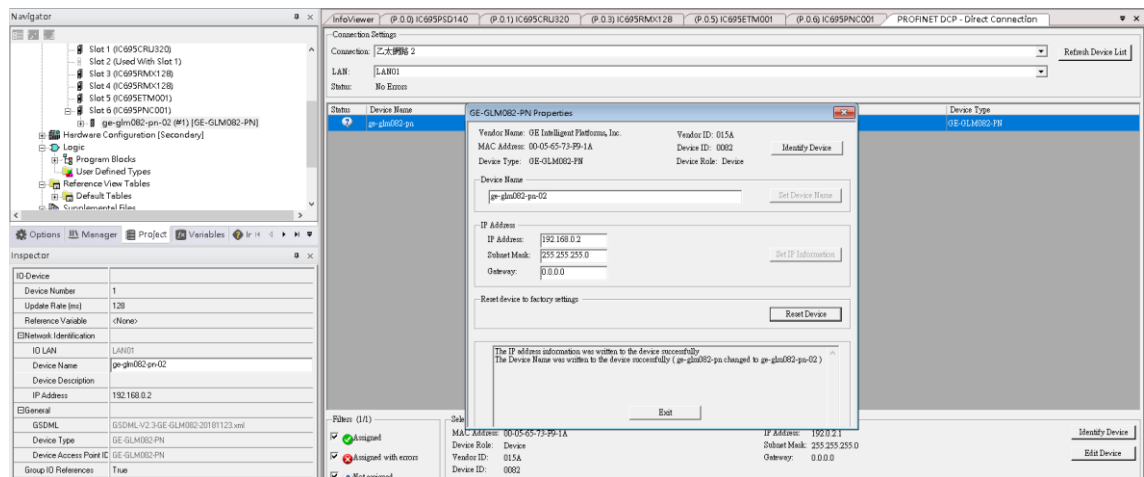 Navigator
Slot 1 (IC695CRU320)
Slot 2 (Used With Slot 1)
Slot 3 (IC695RMX128)
Slot 4 (IC695RMX128)
Slot 5 (IC695ETM001)
Slot 6 (IC695PNC001)
ge-glm082-pn-02 (#1) [GE-GLM082-PN]
Hardware Configuration [Secondary]
Logic
Program Blocks
User Defined Types
Reference View Tables
Default Tables
Supplemental Files
Options Manager Project Variables Ir
Inspector
IO-Device
Device Number 1
Update Rate (ms) 128
Reference Variable <None>
Network Identification
IO LAN LAN01
Device Name ge-glm082-pn-02
Device Description
IP Address 192.168.0.2
General
GSDML GSDML-V2.3-GE-GLM082-20181123.xml
Device Type GE-GLM082-PN
Device Access Point ID GE-GLM082-PN
Group IO References True
InfoViewer (P.0.0) IC695PSD140 (P.0.1) IC695CRU320 (P.0.3) IC695RMX128 (P.0.5) IC695ETM001 (P.0.6) IC695PNC001 PROFINET DCP - Direct Connection
Connection Settings
Connection: 乙太網路 2 Refresh Device List
LAN: LAN01
Status: No Errors
Status Device Name Device Type
ge-glm082-pn GE-GLM082-PN
GE-GLM082-PN Properties
Vendor Name: GE Intelligent Platforms, Inc. Vendor ID: 015A
MAC Address: 00-05-65-73-F9-1A Device ID: 0082 Identify Device
Device Type: GE-GLM082-PN Device Role: Device
Device Name
ge-glm082-pn-02 Set Device Name
IP Address
IP Address: 192.168.0.2
Subnet Mask: 255.255.255.0 Set IP Information
Gateway: 0.0.0.0
Reset device to factory settings
Reset Device
The IP address information was written to the device successfully
The Device Name was written to the device successfully ( ge-glm082-pn changed to ge-glm082-pn-02 )
Exit
Filters (1/1) Sele
Assigned
Assigned with errors
Not assigned
MAC Address: 00-05-65-73-F9-1A IP Address: 192.0.2.1 Identify Device
Device Role: Device Subnet Mask: 255.255.255.0
Vendor ID: 015A Gateway: 0.0.0.0 Edit Device
Device ID: 0082